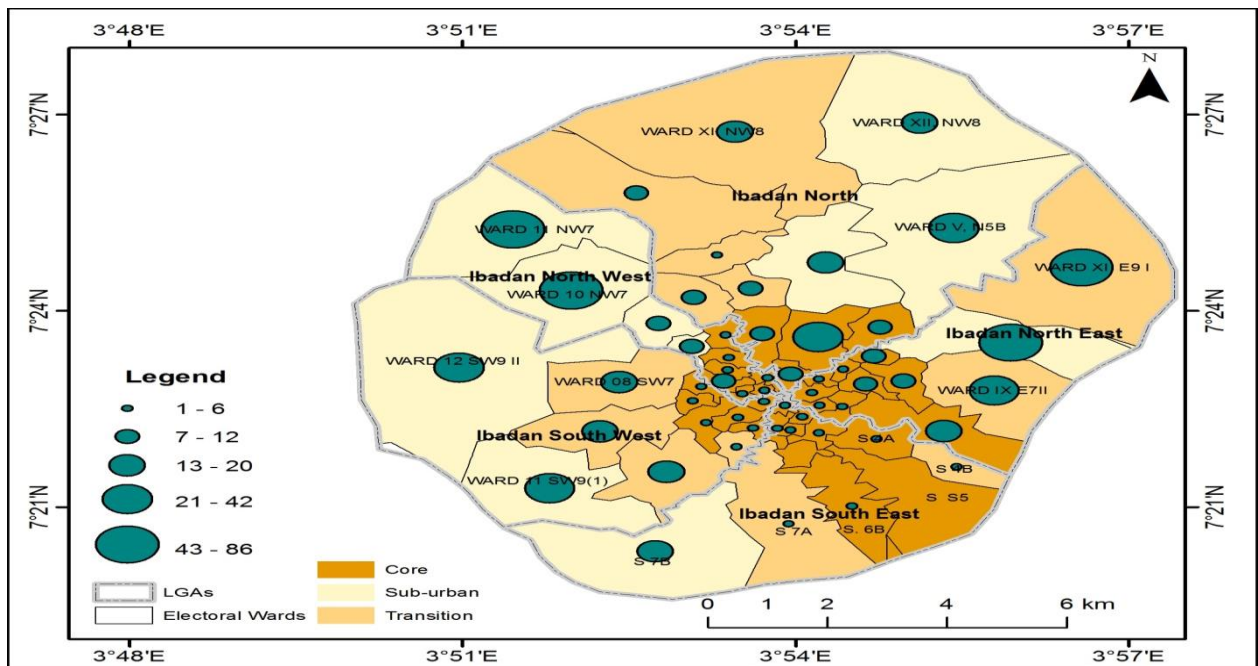 3°48'E 3°51'E 3°54'E 3°57'E
N
7°27'N 7°27'N
WARD XI, NW8 WARD XII, NW8
Ibadan North
WARD 11 NW7 WARD V, N5B
WARD XI E9 I
Ibadan North West
WARD 10 NW7
7°24'N 7°24'N
Ibadan North East
WARD 12 SW9 II
Legend
WARD 08 SW7 WARD IX E7II
1 - 6
Ibadan South West
7 - 12
S 4A
13 - 20
S 4B
WARD 11 SW9(1)
S S5
21 - 42
7°21'N 7°21'N
Ibadan South East
S 7A S. 6B
43 - 86
S 7B
Core
LGAs Sub-urban
Electoral Wards Transition
0 1 2 4 6 km
3°48'E 3°51'E 3°54'E 3°57'E